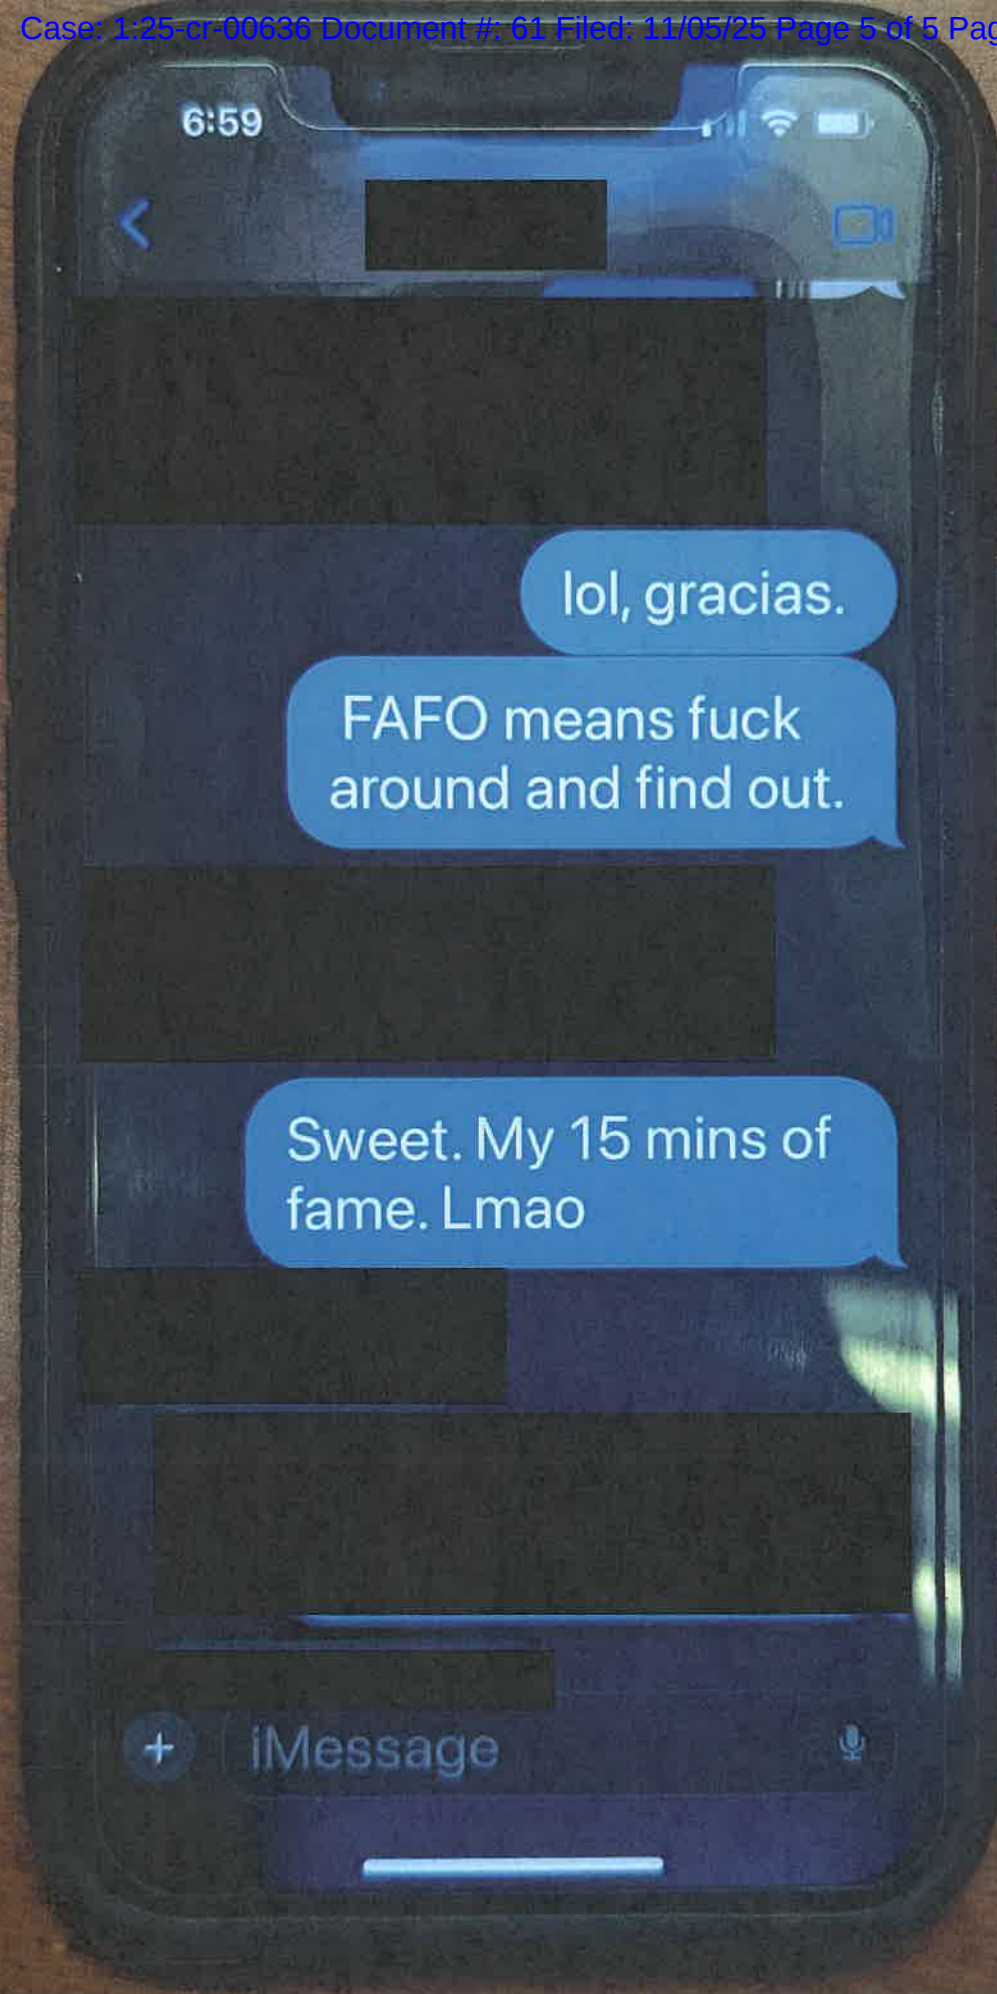 Case: 1:25-cr-00636 Document #: 61 Filed: 11/05/25 Page 5 of 5
6:59
lol, gracias.
FAFO means fuck
around and find out.
Sweet. My 15 mins of
fame. Lmao
iMessage